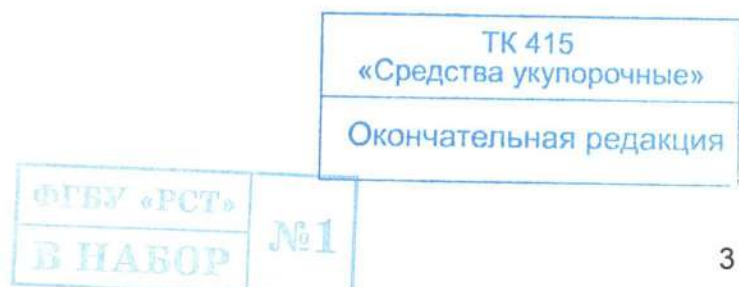 ТК 415
«Средства укупорочные»
Окончательная редакция
ФГБУ «РСТ»
В НАБОР
№1
3